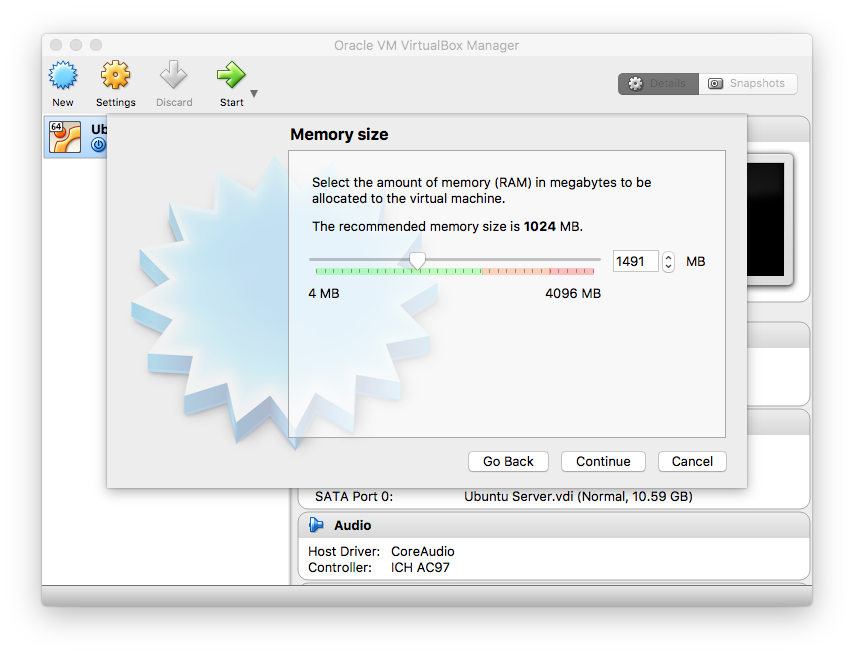 Oracle VM VirtualBox Manager
New
Settings
Discard
Start
Details
Snapshots
64
Ub
Memory size
Select the amount of memory (RAM) in megabytes to be
allocated to the virtual machine.
The recommended memory size is 1024 MB.
1491 MB
4 MB
4096 MB
Go Back
Continue
Cancel
SATA Port 0: Ubuntu Server.vdi (Normal, 10.59 GB)
Audio
Host Driver: CoreAudio
Controller: ICH AC97